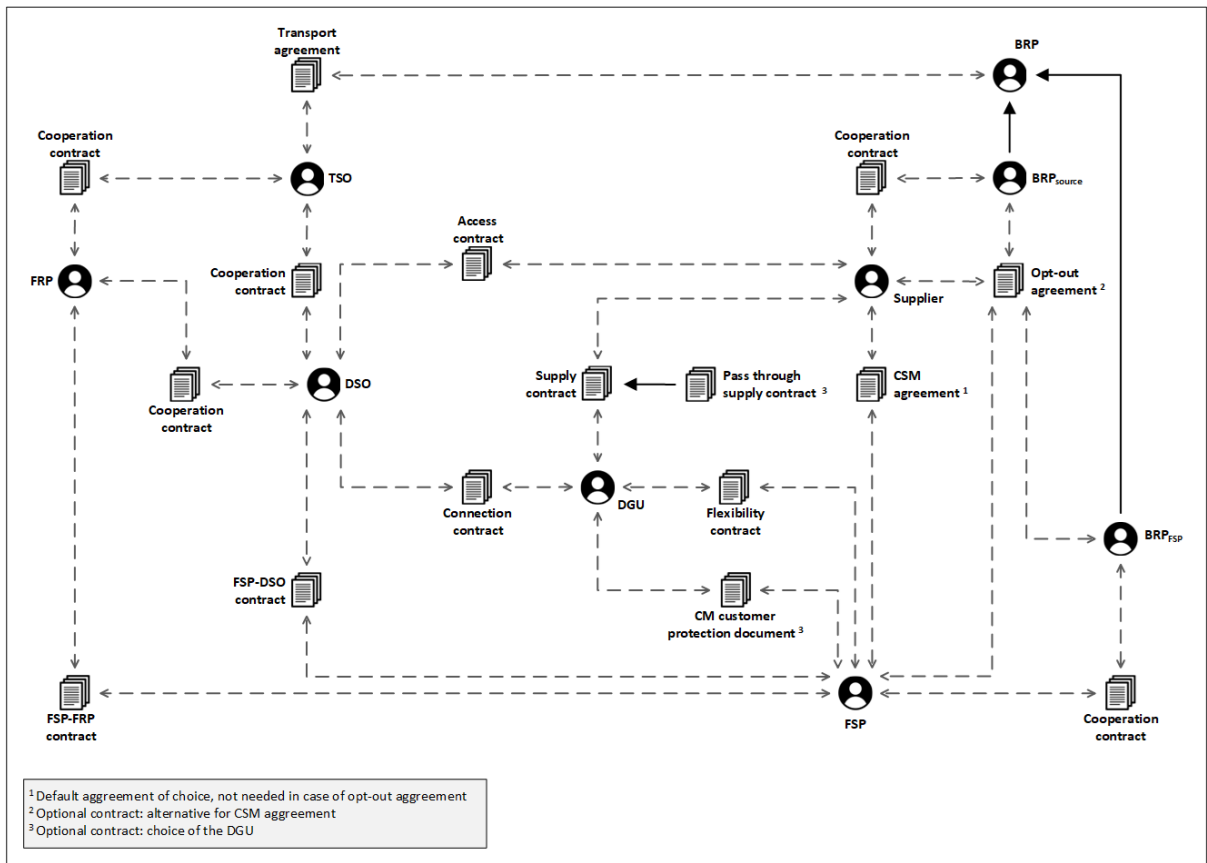 Transport
agreement
BRP
Cooperation
contract
TSO
Cooperation
contract
BRPsource
Access
contract
FRP
Cooperation
contract
Supplier
Opt-out
agreement 2
Cooperation
contract
DSO
Supply
contract
Pass through
supply contract 3
CSM
agreement 1
Connection
contract
DGU
Flexibility
contract
BRPFSP
FSP-DSO
contract
CM customer
protection document 3
FSP-FRP
contract
FSP
Cooperation
contract
1 Default aggreement of choice, not needed in case of opt-out aggreement
2 Optional contract: alternative for CSM aggreement
3 Optional contract: choice of the DGU